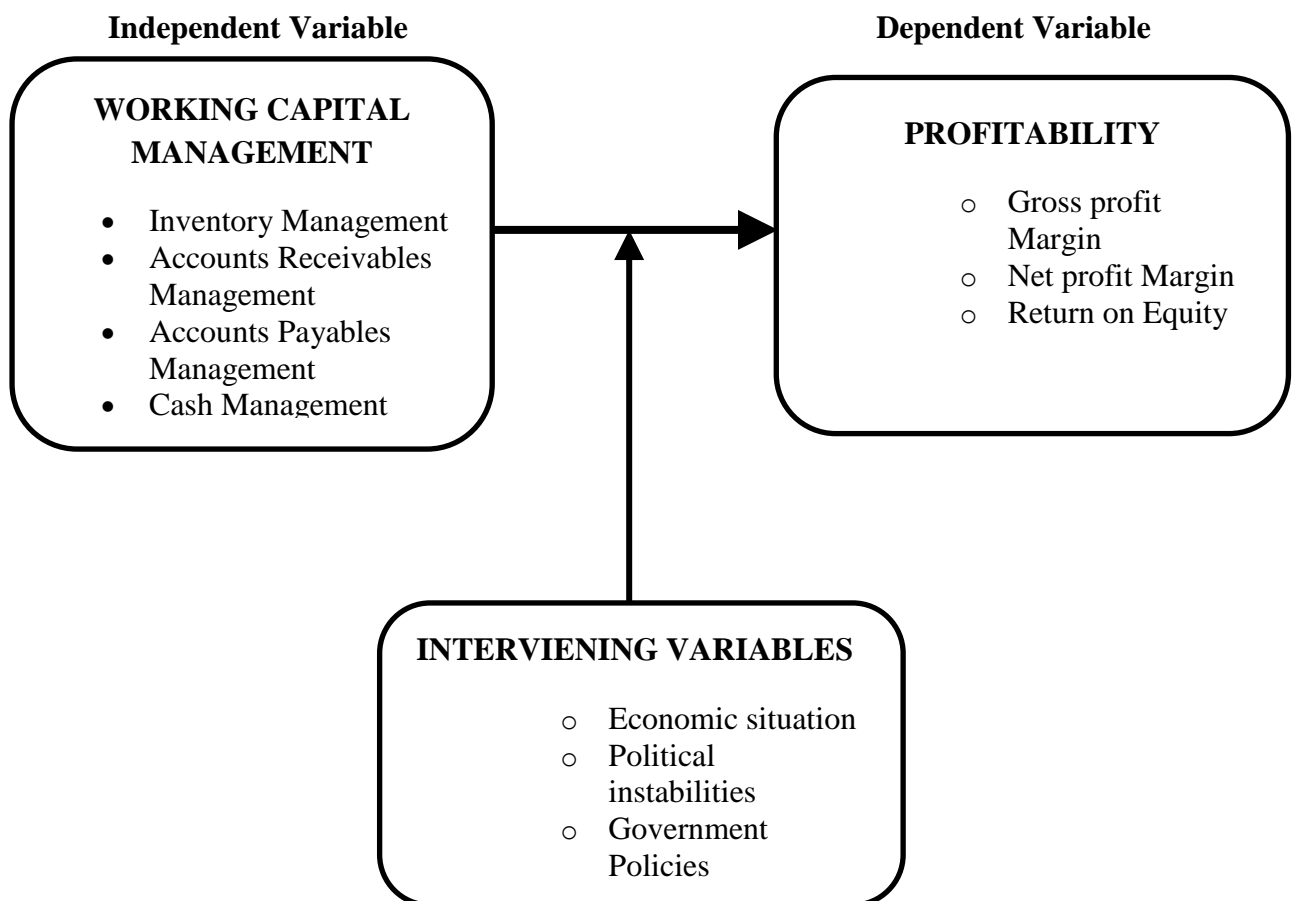 Independent Variable
Dependent Variable
WORKING CAPITAL
MANAGEMENT
• Inventory Management
• Accounts Receivables
Management
• Accounts Payables
Management
• Cash Management
PROFITABILITY
o Gross profit
Margin
o Net profit Margin
o Return on Equity
INTERVIENING VARIABLES
o Economic situation
o Political
instabilities
o Government
Policies